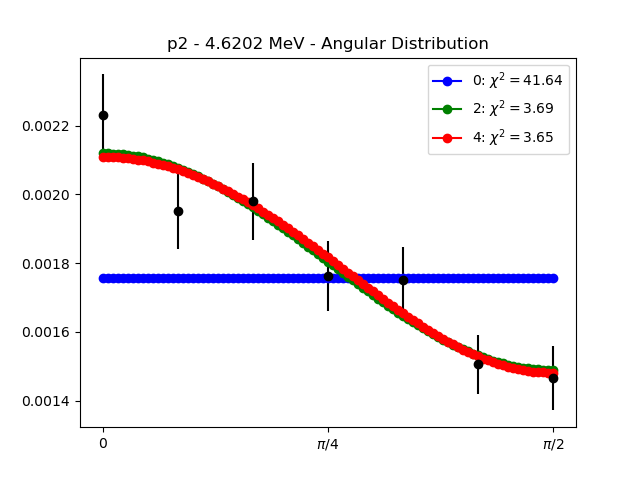 p2 - 4.6202 MeV - Angular Distribution
0: χ² = 41.64
2: χ² = 3.69
4: χ² = 3.65
0.0022
0.0020
0.0018
0.0016
0.0014
0 π/4 π/2